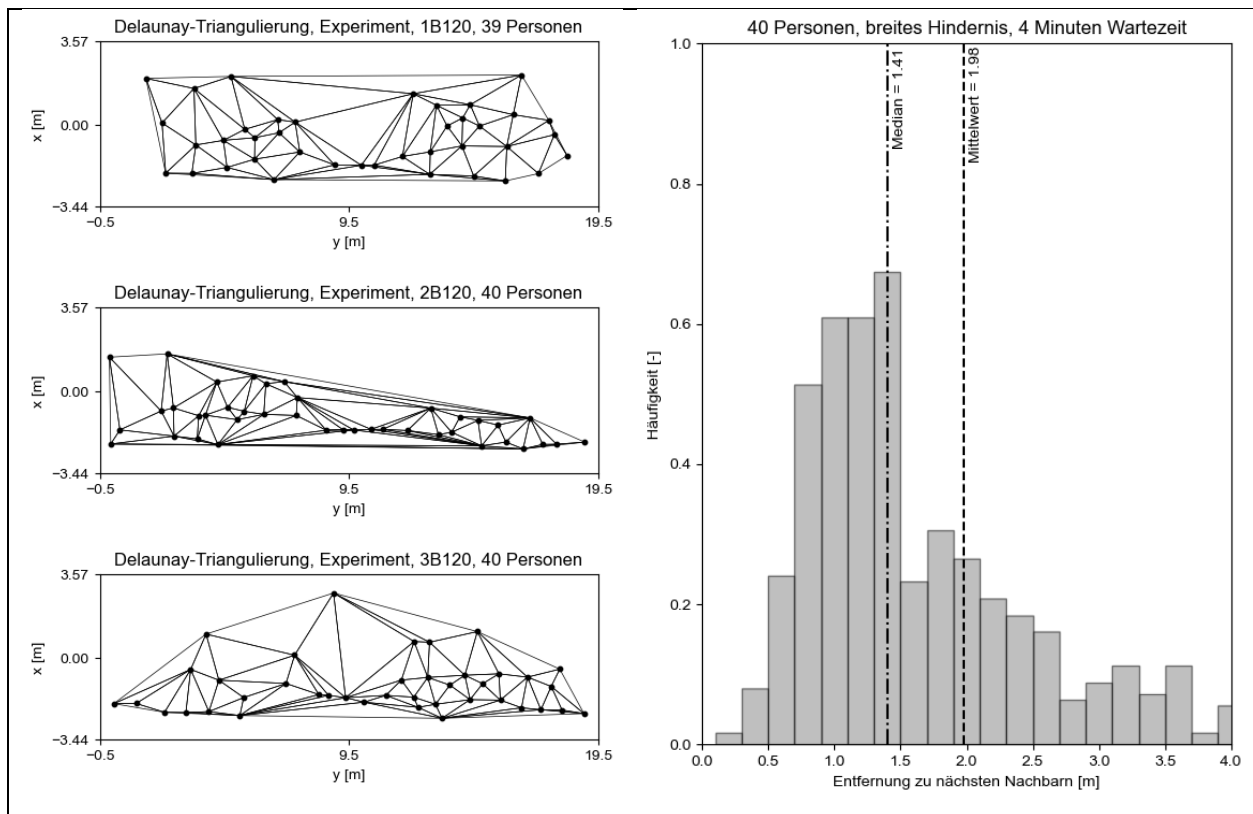 Delaunay-Triangulierung, Experiment, 1B120, 39 Personen
3.57
0.00
−3.44
x [m]
−0.5
9.5
19.5
y [m]
Delaunay-Triangulierung, Experiment, 2B120, 40 Personen
3.57
0.00
−3.44
x [m]
−0.5
9.5
19.5
y [m]
Delaunay-Triangulierung, Experiment, 3B120, 40 Personen
3.57
0.00
−3.44
x [m]
−0.5
9.5
19.5
y [m]
40 Personen, breites Hindernis, 4 Minuten Wartezeit
1.0
0.8
0.6
0.4
0.2
0.0
Häufigkeit [-]
Median = 1.41
Mittelwert = 1.98
0.0
0.5
1.0
1.5
2.0
2.5
3.0
3.5
4.0
Entfernung zu nächsten Nachbarn [m]